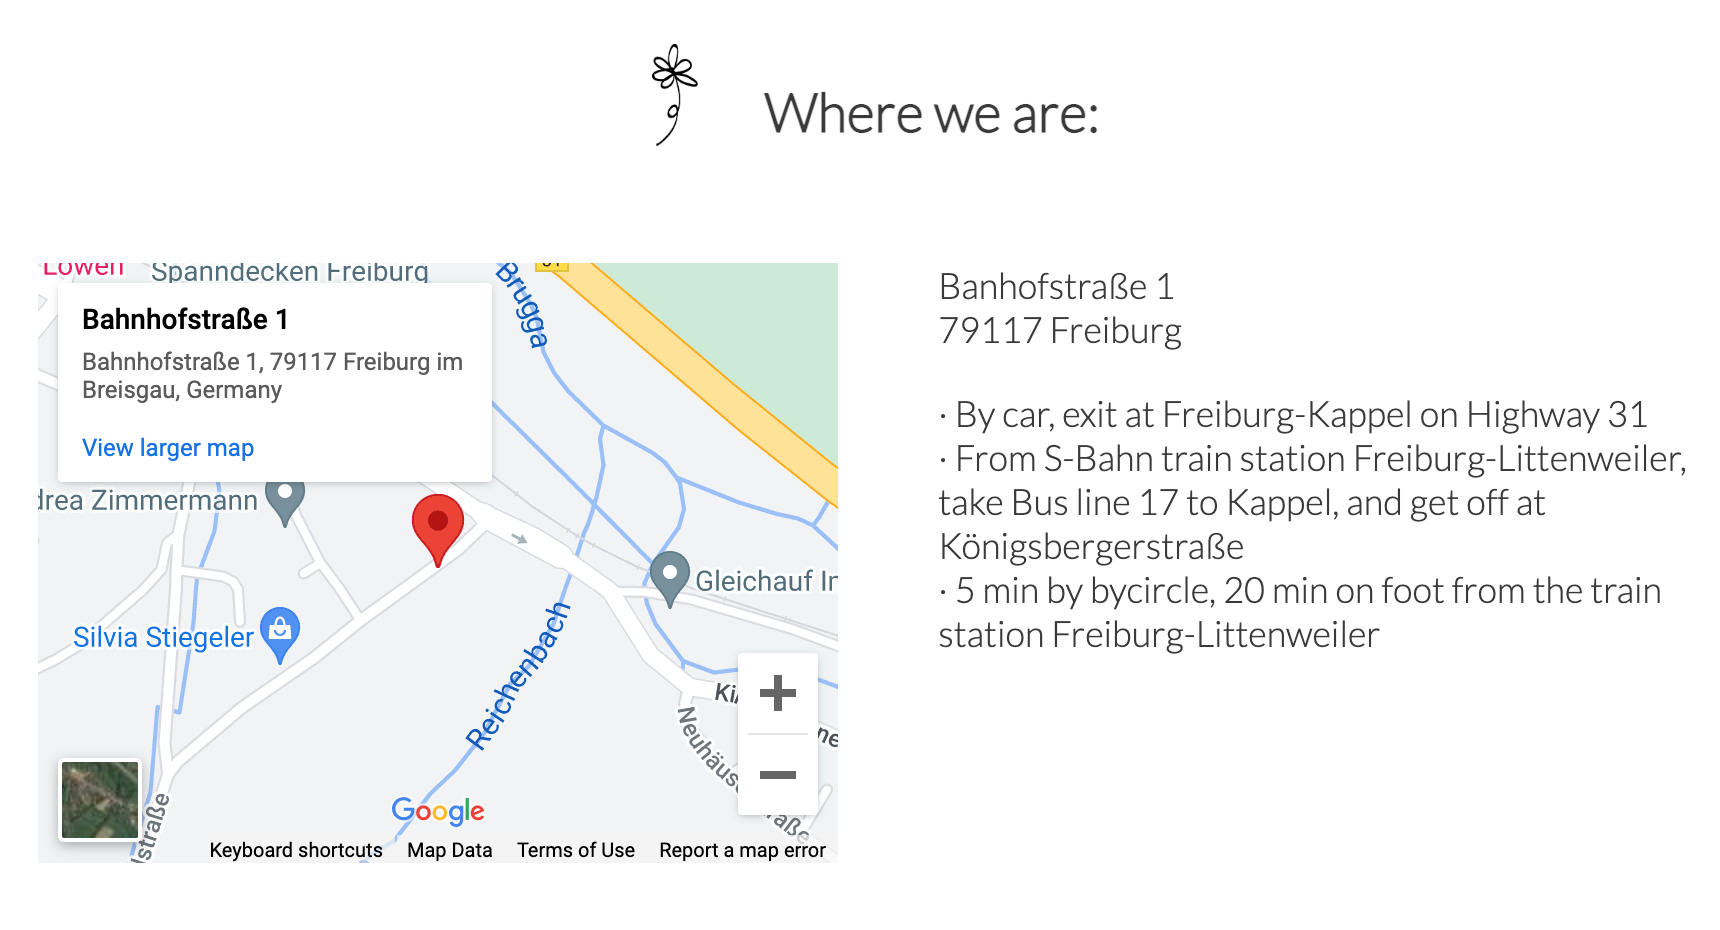 Where we are:
Löwen
Spanndecken Freiburg
Brugga
Bahnhofstraße 1
Bahnhofstraße 1, 79117 Freiburg im
Breisgau, Germany
View larger map
drea Zimmermann
Gleichauf In
Silvia Stiegeler
Reichenbach
Ki
ne
Neuhäus
aße
lstraße
Google
Keyboard shortcuts
Map Data
Terms of Use
Report a map error
Banhofstraße 1
79117 Freiburg
· By car, exit at Freiburg-Kappel on Highway 31
· From S-Bahn train station Freiburg-Littenweiler,
take Bus line 17 to Kappel, and get off at
Königsbergerstraße
· 5 min by bycircle, 20 min on foot from the train
station Freiburg-Littenweiler